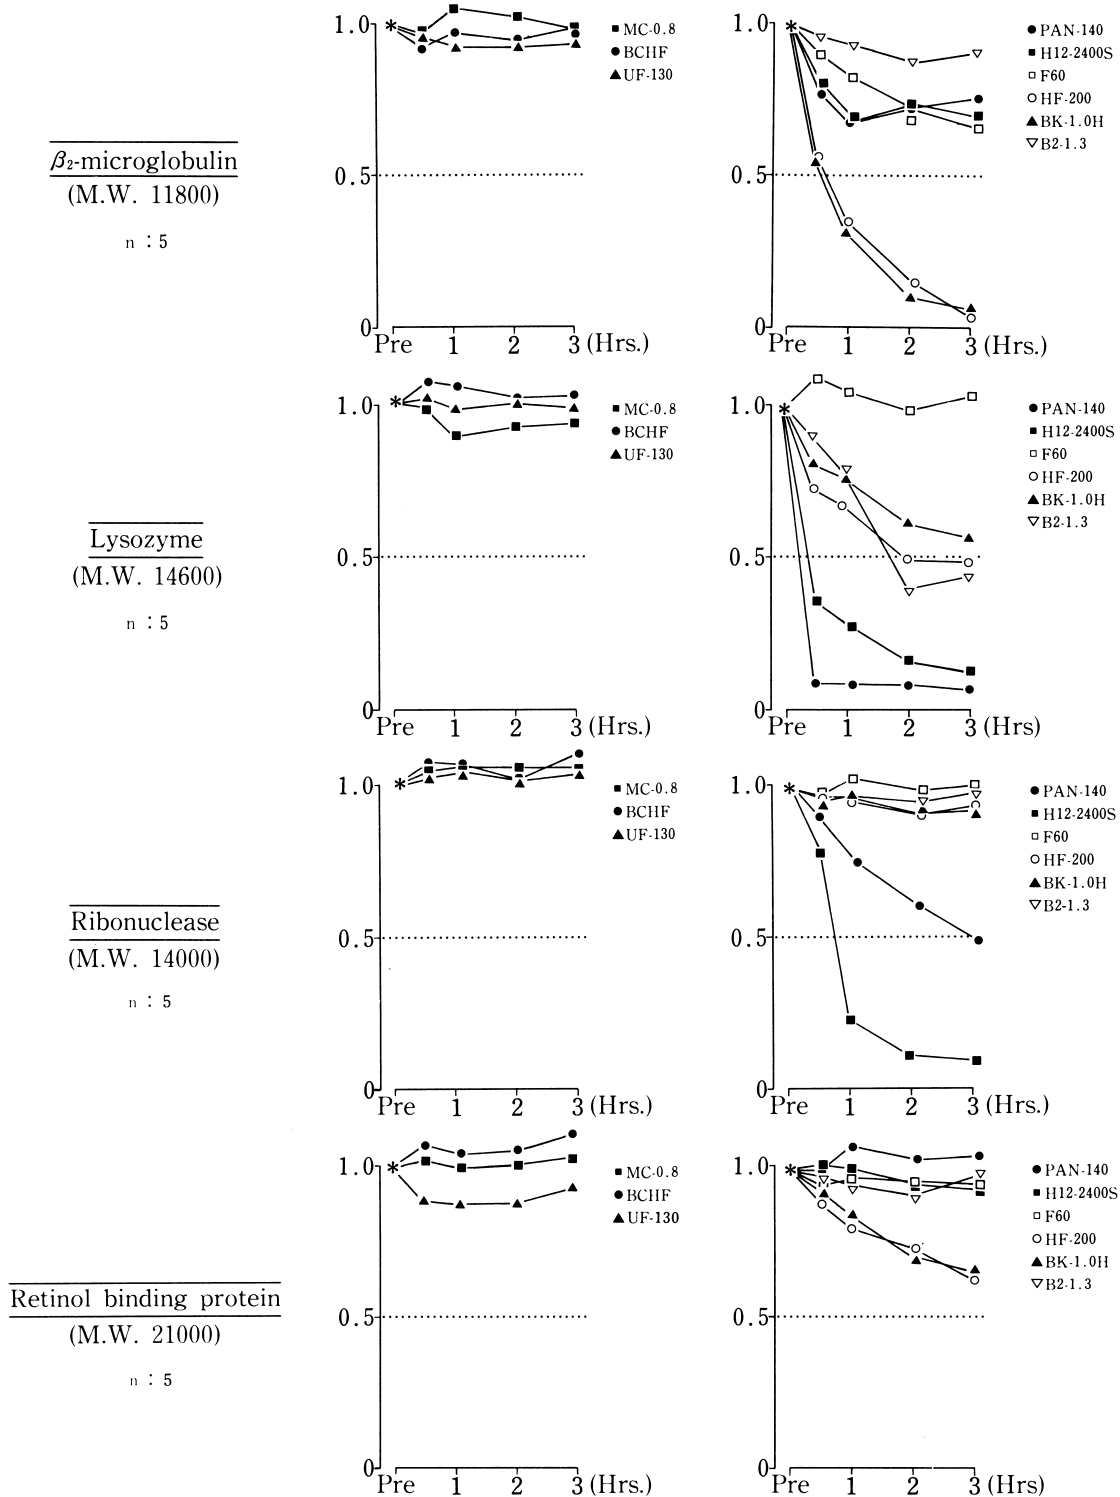 β2-microglobulin
(M.W. 11800)
n : 5
1.0
0.5
0
Pre 1 2 3 (Hrs.)
MC-0.8
BCHF
UF-130
1.0
0.5
0
Pre 1 2 3 (Hrs.)
PAN-140
H12-2400S
F60
HF-200
BK-1.0H
B2-1.3
Lysozyme
(M.W. 14600)
n : 5
1.0
0.5
0
Pre 1 2 3 (Hrs.)
MC-0.8
BCHF
UF-130
1.0
0.5
0
Pre 1 2 3 (Hrs)
PAN-140
H12-2400S
F60
HF-200
BK-1.0H
B2-1.3
Ribonuclease
(M.W. 14000)
n : 5
1.0
0.5
0
Pre 1 2 3 (Hrs.)
MC-0.8
BCHF
UF-130
1.0
0.5
0
Pre 1 2 3 (Hrs)
PAN-140
H12-2400S
F60
HF-200
BK-1.0H
B2-1.3
Retinol binding protein
(M.W. 21000)
n : 5
1.0
0.5
0
Pre 1 2 3 (Hrs.)
MC-0.8
BCHF
UF-130
1.0
0.5
0
Pre 1 2 3 (Hrs)
PAN-140
H12-2400S
F60
HF-200
BK-1.0H
B2-1.3